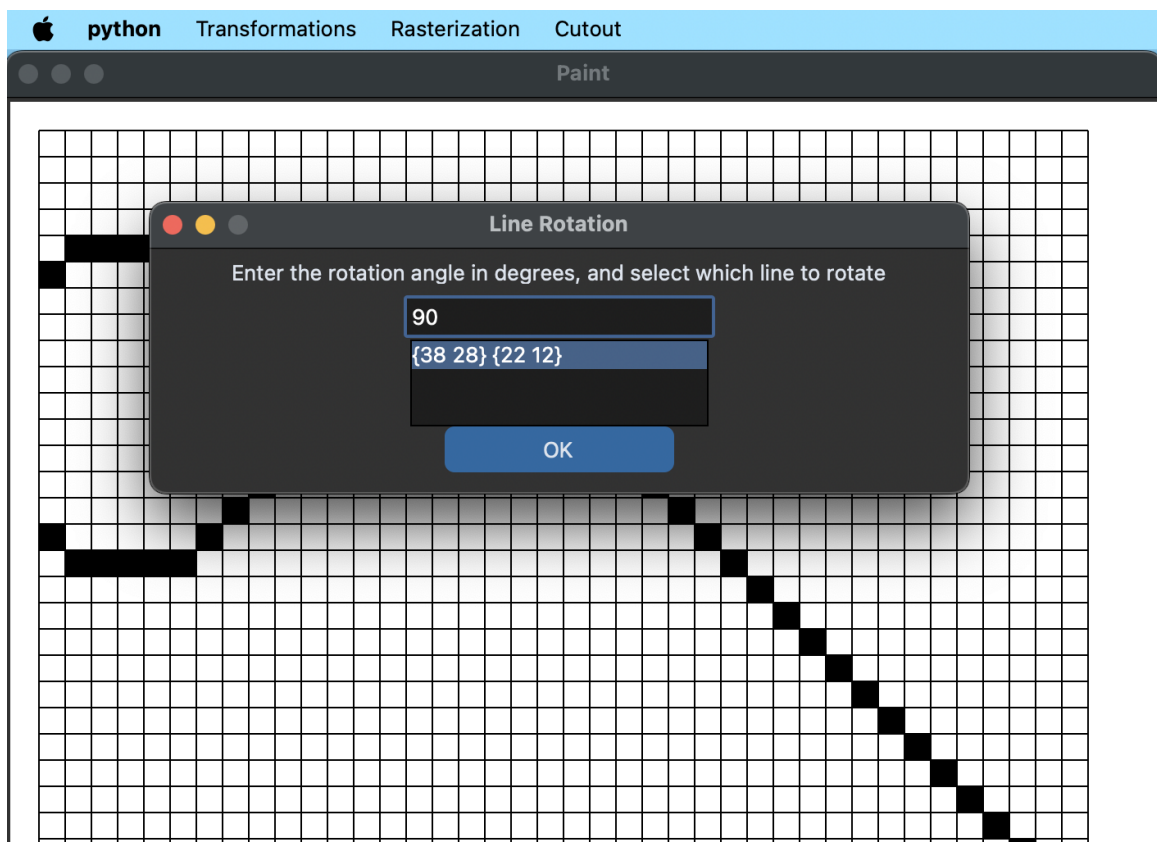 python Transformations Rasterization Cutout
Paint
Line Rotation
Enter the rotation angle in degrees, and select which line to rotate
90
{38 28} {22 12}
OK